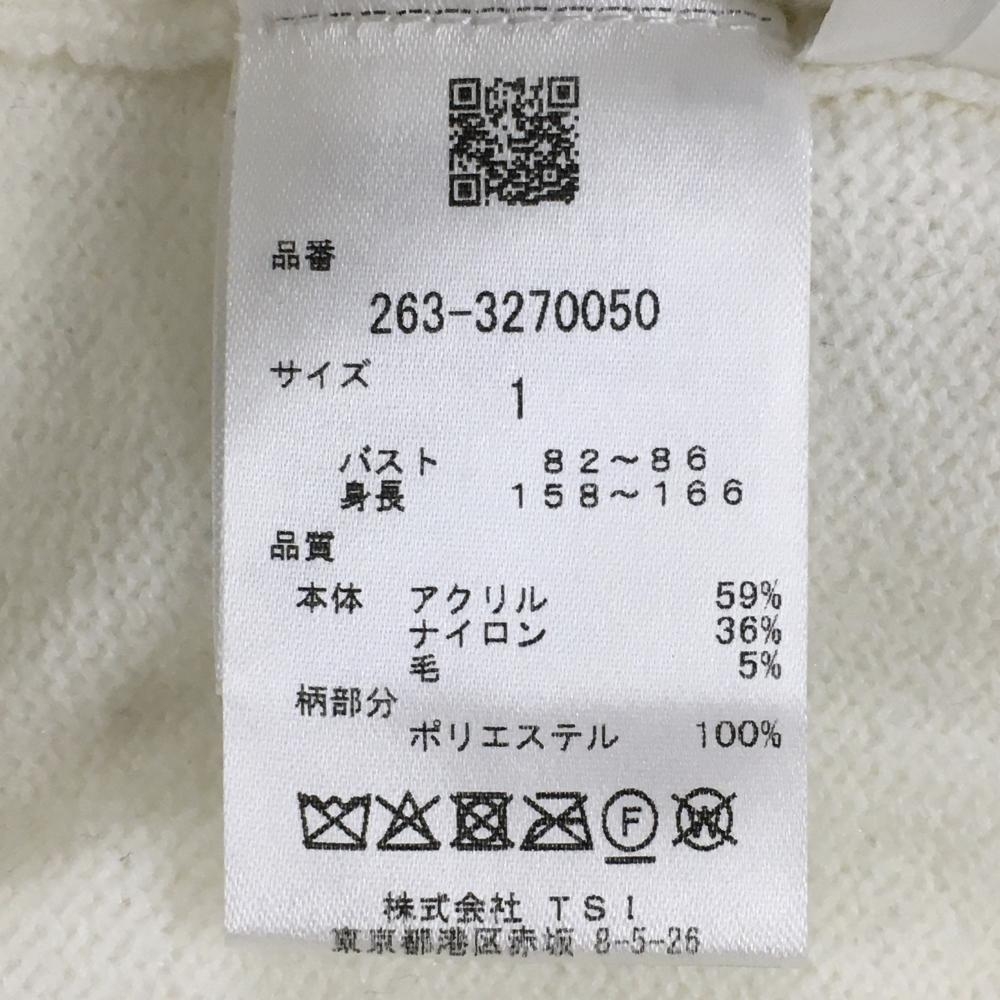 品番
263-3270050
サイズ
1
バスト 82～86
身長 158～166
品質
本体 アクリル 59%
ナイロン 36%
毛 5%
柄部分
ポリエステル 100%
F W
株式会社 TSI
東京都港区赤坂 8-5-26